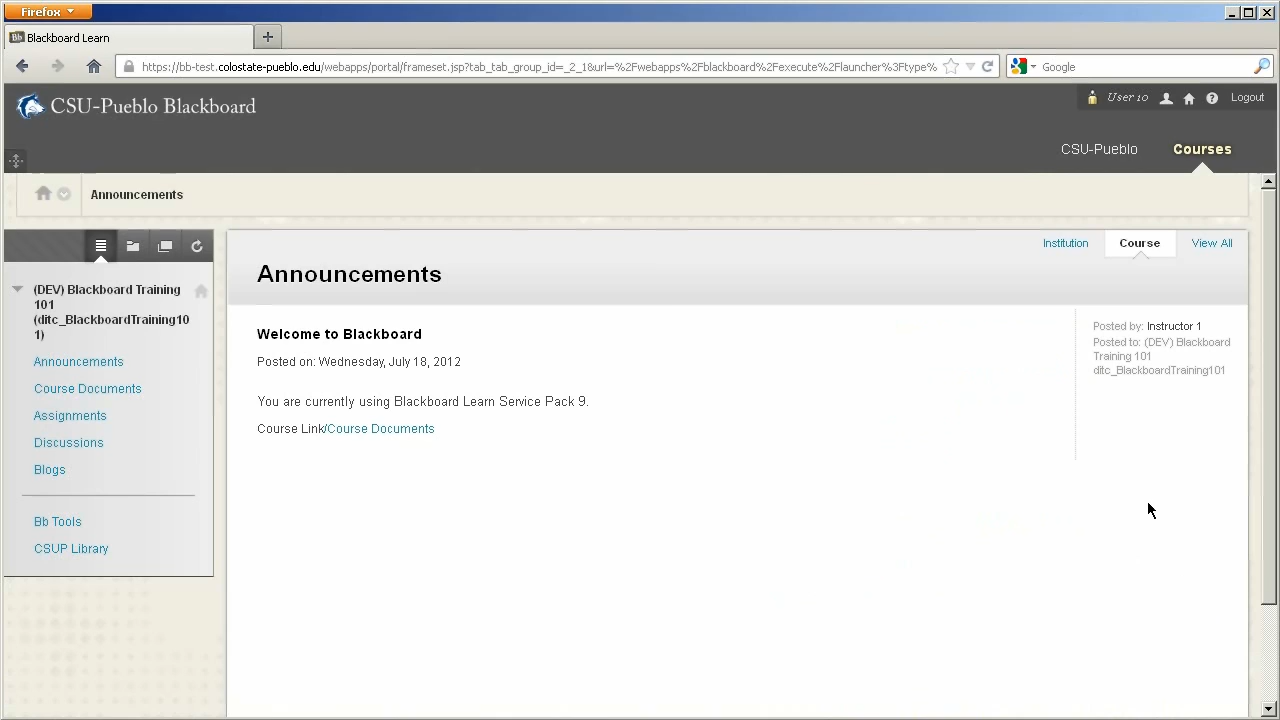 Firefox
Blackboard Learn
https://bb-test.colostate-pueblo.edu/webapps/portal/frameset.jsp?tab_tab_group_id=_2_1&url=%2Fwebapps%2Fblackboard%2Fexecute%2Flauncher%3Ftype%
Google
CSU-Pueblo Blackboard
User 10
Logout
CSU-Pueblo
Courses
Announcements
Institution
Course
View All
Announcements
(DEV) Blackboard Training
101
(ditc_BlackboardTraining10
1)
Announcements
Course Documents
Assignments
Discussions
Blogs
Bb Tools
CSUP Library
Welcome to Blackboard
Posted on: Wednesday, July 18, 2012
You are currently using Blackboard Learn Service Pack 9.
Course Link/Course Documents
Posted by: Instructor 1
Posted to: (DEV) Blackboard
Training 101
ditc_BlackboardTraining101